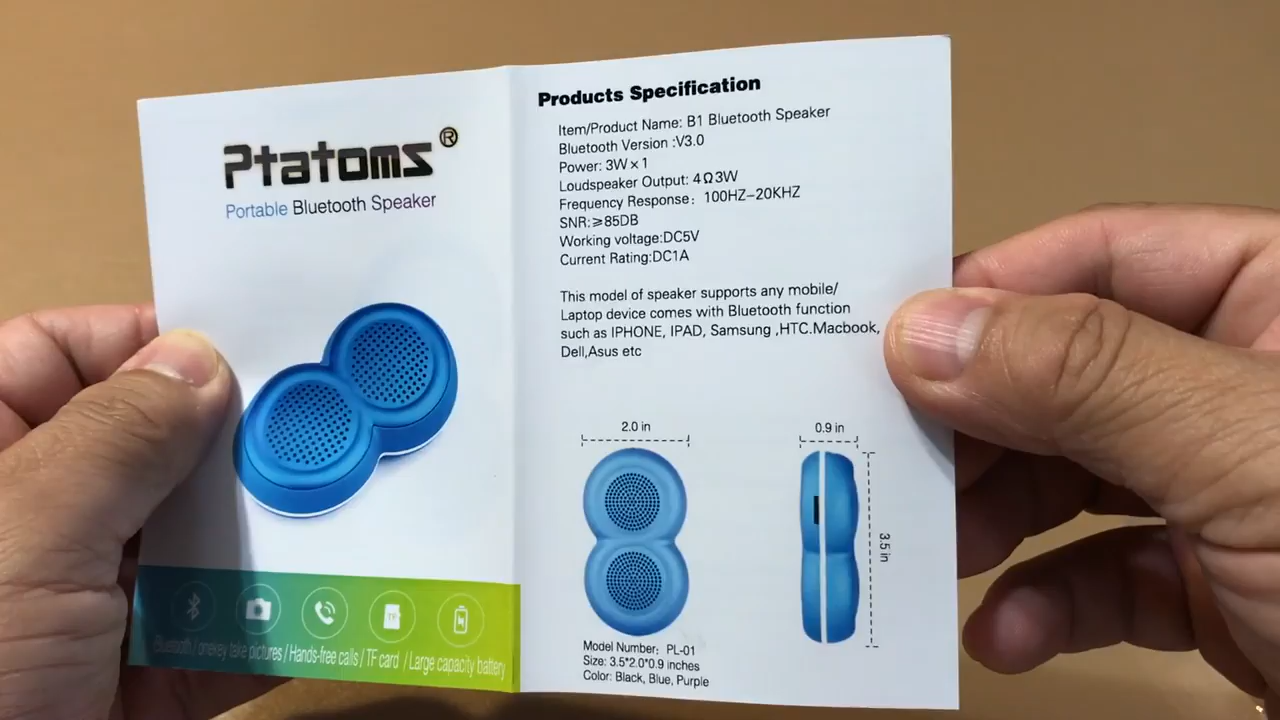 Ptatoms®
Portable Bluetooth Speaker
TF
Bluetooth / onekey take pictures / Hands-free calls / TF card / Large capacity battery
Products Specification
Item/Product Name: B1 Bluetooth Speaker
Bluetooth Version :V3.0
Power: 3W×1
Loudspeaker Output: 4Ω3W
Frequency Response: 100HZ-20KHZ
SNR:≥85DB
Working voltage:DC5V
Current Rating:DC1A
This model of speaker supports any mobile/
Laptop device comes with Bluetooth function
such as IPHONE, IPAD, Samsung ,HTC.Macbook,
Dell,Asus etc
2.0 in
0.9 in
3.5 in
Model Number: PL-01
Size: 3.5*2.0*0.9 inches
Color: Black, Blue, Purple